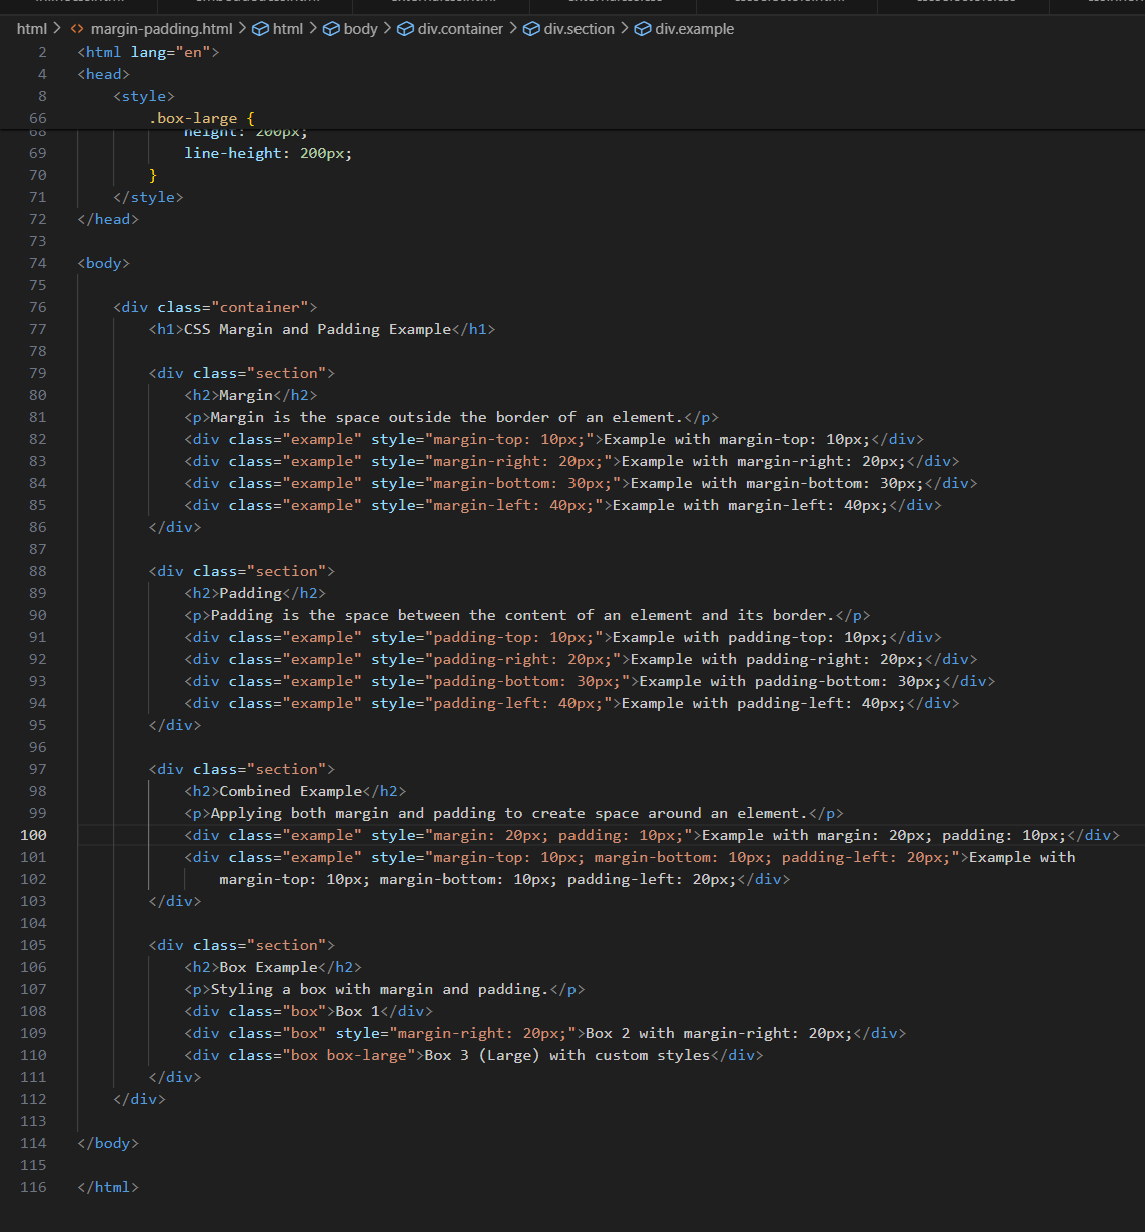 html > margin-padding.html > html > body > div.container > div.section > div.example
2 <html lang="en">
4 <head>
8 <style>
66 .box-large {
68 height: 200px;
69 line-height: 200px;
70 }
71 </style>
72 </head>
73
74 <body>
75
76 <div class="container">
77 <h1>CSS Margin and Padding Example</h1>
78
79 <div class="section">
80 <h2>Margin</h2>
81 <p>Margin is the space outside the border of an element.</p>
82 <div class="example" style="margin-top: 10px;">Example with margin-top: 10px;</div>
83 <div class="example" style="margin-right: 20px;">Example with margin-right: 20px;</div>
84 <div class="example" style="margin-bottom: 30px;">Example with margin-bottom: 30px;</div>
85 <div class="example" style="margin-left: 40px;">Example with margin-left: 40px;</div>
86 </div>
87
88 <div class="section">
89 <h2>Padding</h2>
90 <p>Padding is the space between the content of an element and its border.</p>
91 <div class="example" style="padding-top: 10px;">Example with padding-top: 10px;</div>
92 <div class="example" style="padding-right: 20px;">Example with padding-right: 20px;</div>
93 <div class="example" style="padding-bottom: 30px;">Example with padding-bottom: 30px;</div>
94 <div class="example" style="padding-left: 40px;">Example with padding-left: 40px;</div>
95 </div>
96
97 <div class="section">
98 <h2>Combined Example</h2>
99 <p>Applying both margin and padding to create space around an element.</p>
100 <div class="example" style="margin: 20px; padding: 10px;">Example with margin: 20px; padding: 10px;</div>
101 <div class="example" style="margin-top: 10px; margin-bottom: 10px; padding-left: 20px;">Example with
102 margin-top: 10px; margin-bottom: 10px; padding-left: 20px;</div>
103 </div>
104
105 <div class="section">
106 <h2>Box Example</h2>
107 <p>Styling a box with margin and padding.</p>
108 <div class="box">Box 1</div>
109 <div class="box" style="margin-right: 20px;">Box 2 with margin-right: 20px;</div>
110 <div class="box box-large">Box 3 (Large) with custom styles</div>
111 </div>
112 </div>
113
114 </body>
115
116 </html>